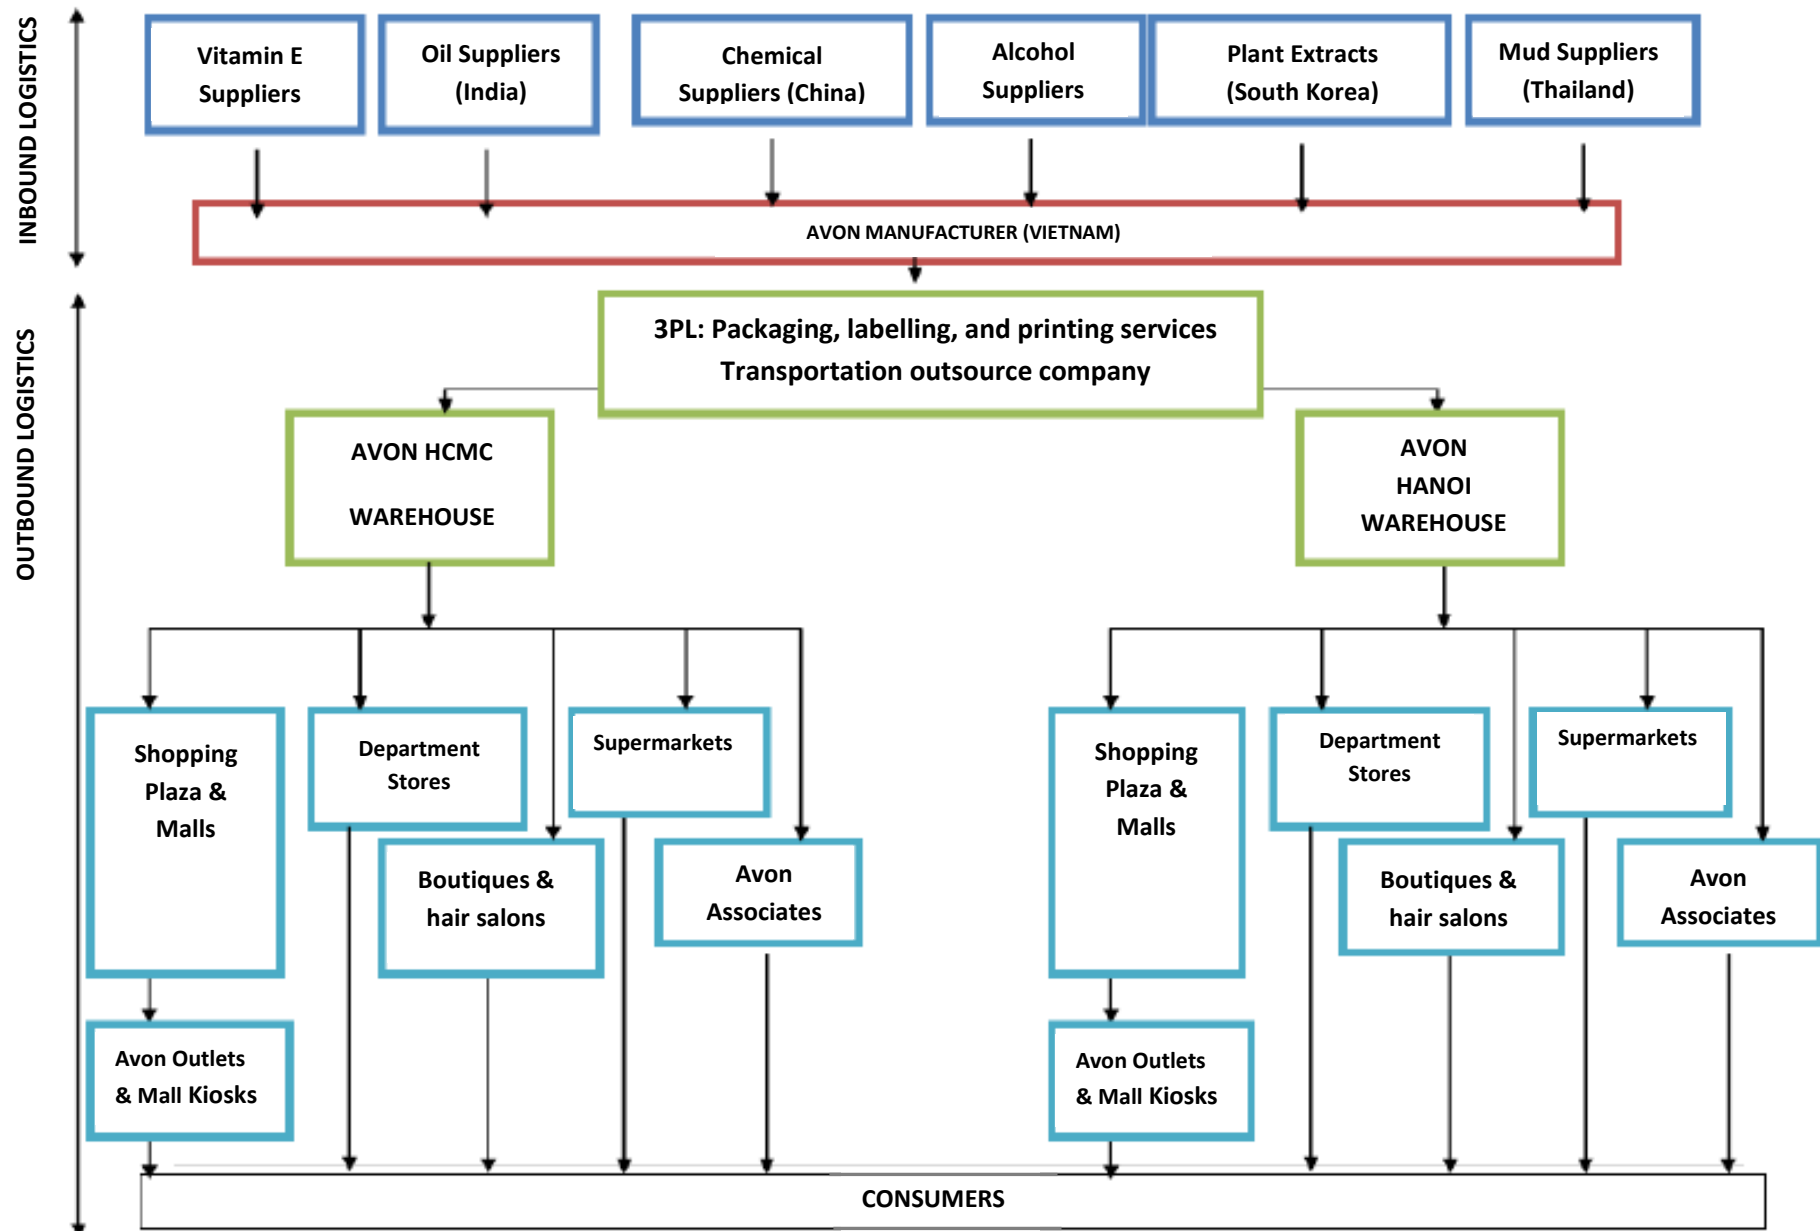 INBOUND LOGISTICS
Vitamin E
Suppliers
Oil Suppliers
(India)
Chemical
Suppliers (China)
Alcohol
Suppliers
Plant Extracts
(South Korea)
Mud Suppliers
(Thailand)
AVON MANUFACTURER (VIETNAM)
OUTBOUND LOGISTICS
3PL: Packaging, labelling, and printing services
Transportation outsource company
AVON HCMC
WAREHOUSE
AVON
HANOI
WAREHOUSE
Shopping
Plaza &
Malls
Department
Stores
Supermarkets
Boutiques &
hair salons
Avon
Associates
Avon Outlets
& Mall Kiosks
Shopping
Plaza &
Malls
Department
Stores
Supermarkets
Boutiques &
hair salons
Avon
Associates
Avon Outlets
& Mall Kiosks
CONSUMERS